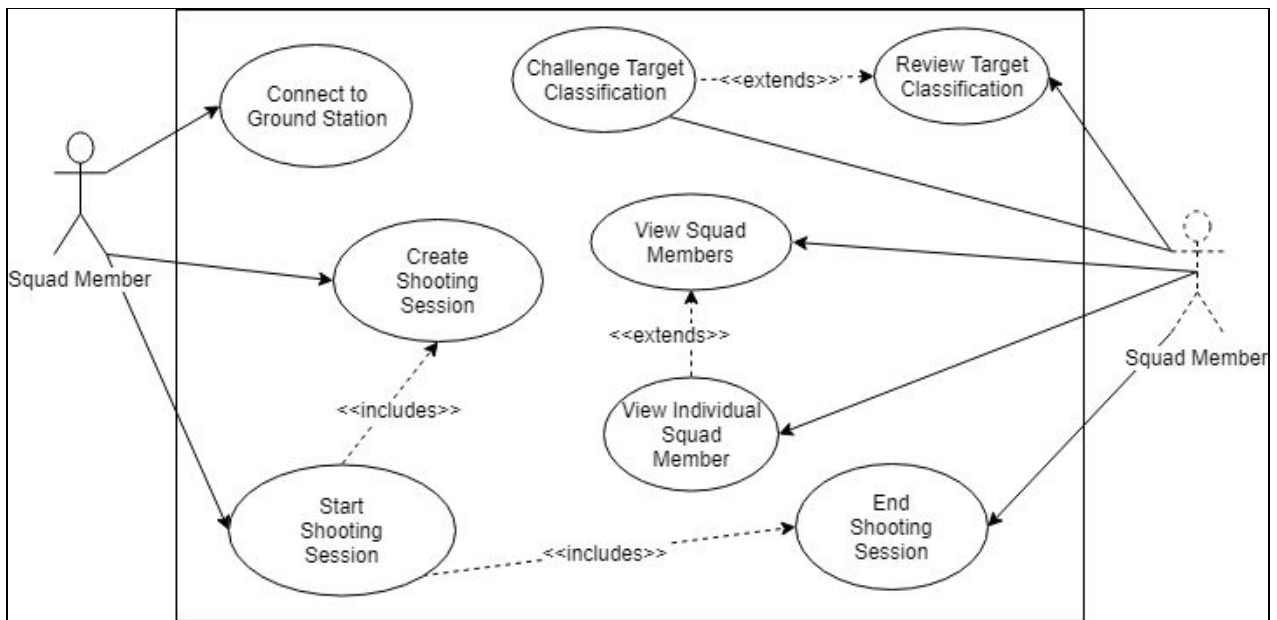 Connect to
Ground Station
Challenge Target
Classification
<<extends>>
Review Target
Classification
Squad Member
Create
Shooting
Session
View Squad
Members
<<extends>>
Squad Member
<<includes>>
View Individual
Squad
Member
Start
Shooting
Session
<<includes>>
End
Shooting
Session